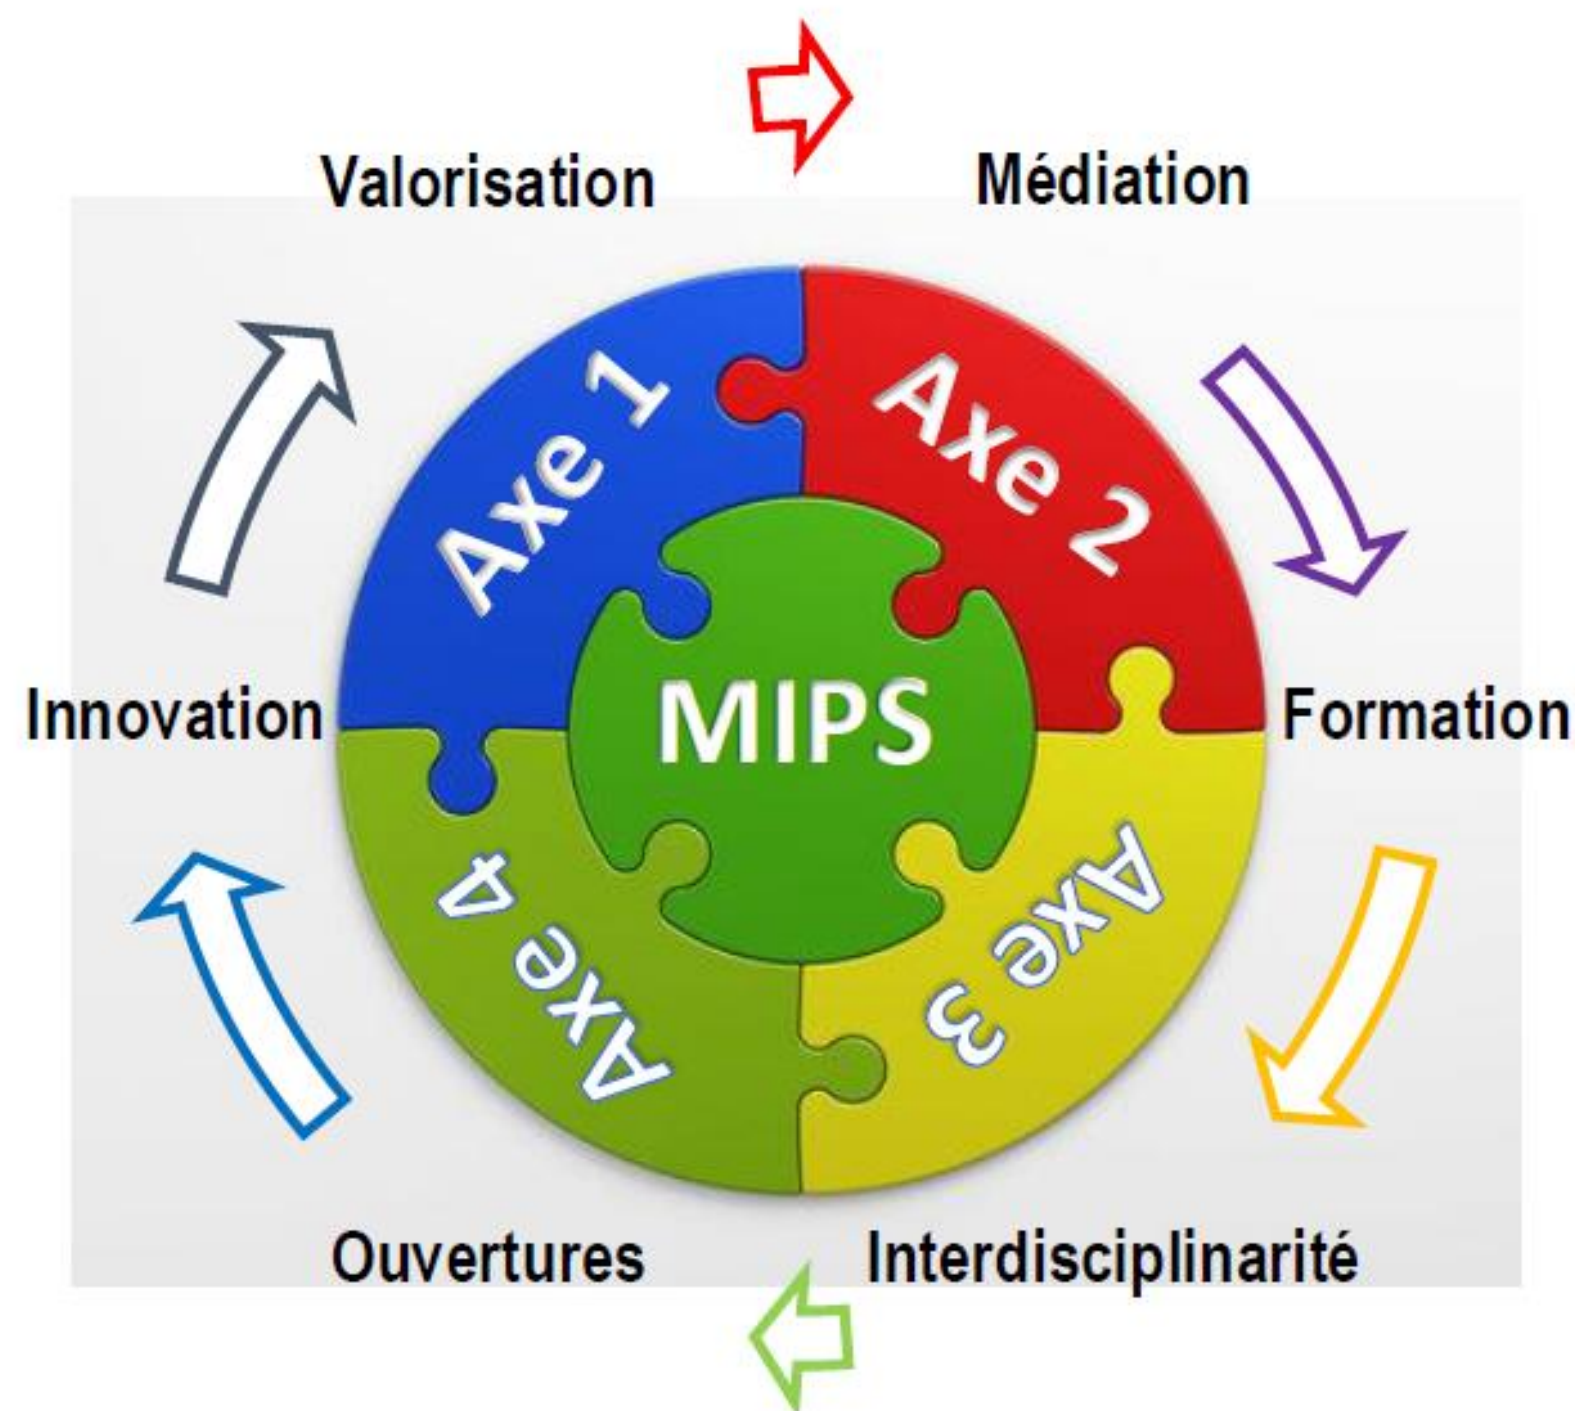 Valorisation
Médiation
Axe 1
Axe 2
Innovation
MIPS
Formation
Axe 4
Axe 3
Ouvertures
Interdisciplinarité